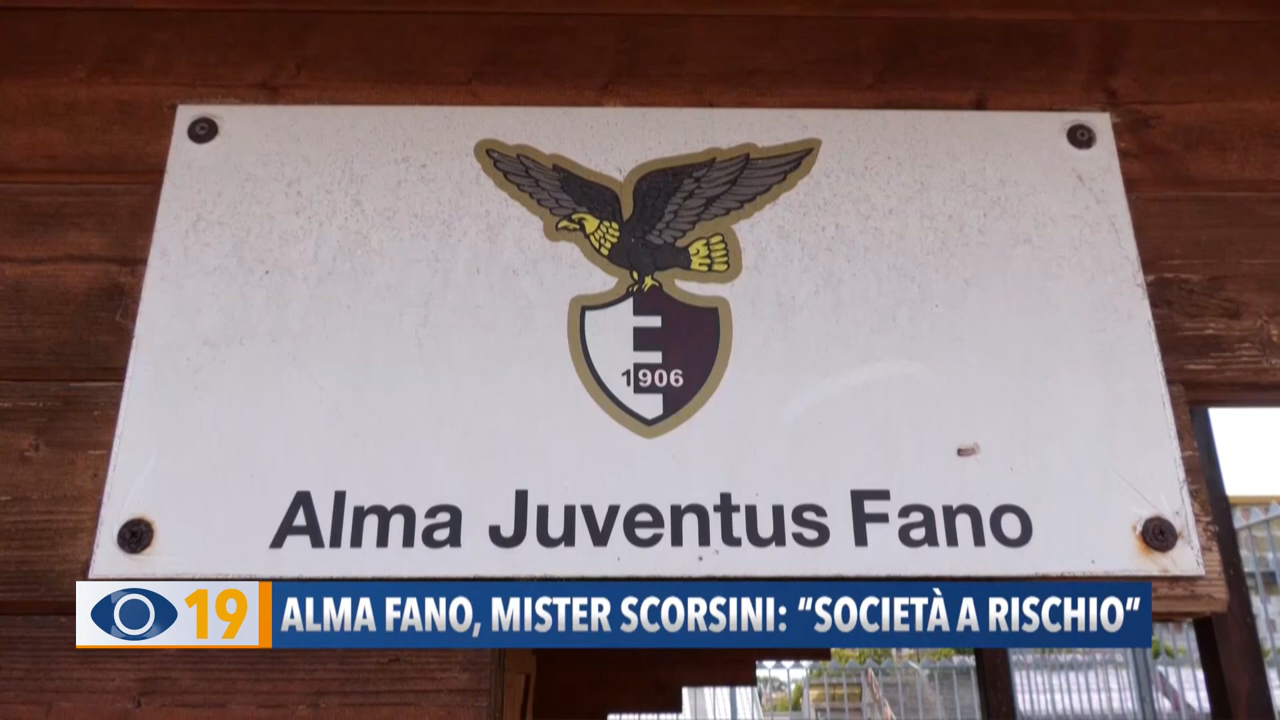 1906
Alma Juventus Fano
19 ALMA FANO, MISTER SCORSINI: “SOCIETÀ A RISCHIO”